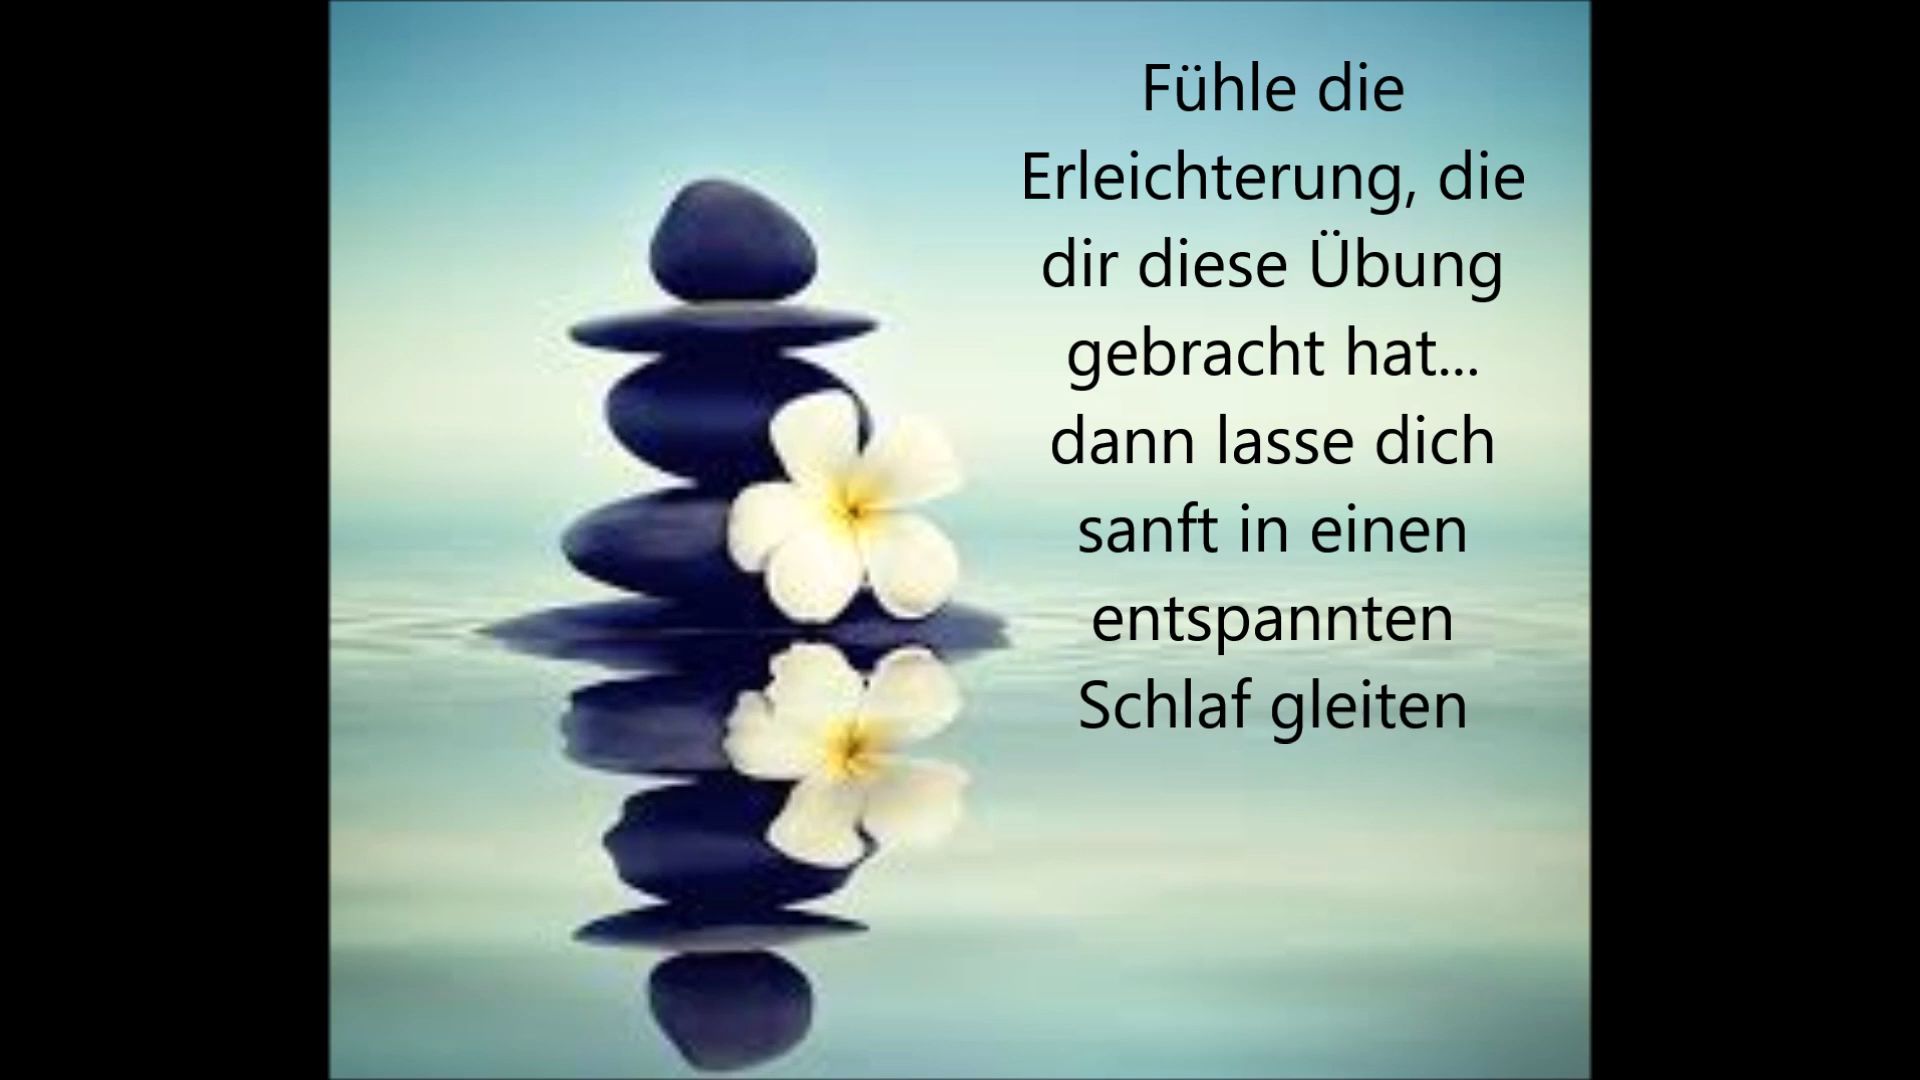 Fühle die
Erleichterung, die
dir diese Übung
gebracht hat...
dann lasse dich
sanft in einen
entspannten
Schlaf gleiten